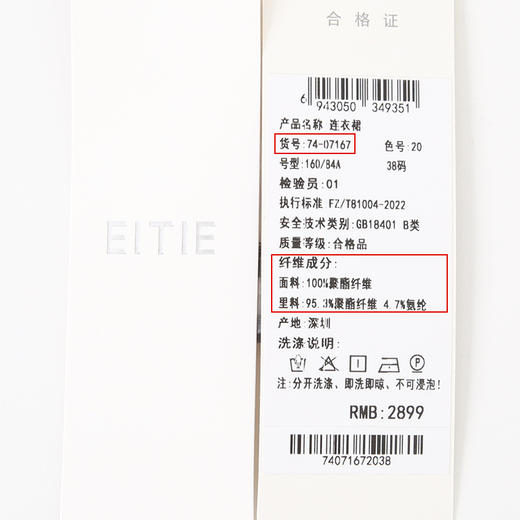 EITIE
合格证
6 943050 349351
产品名称:连衣裙
货号:74-07167 色号:20
号型:160/84A 38码
检验员:01
执行标准 FZ/T81004-2022
安全技术类别:GB18401 B类
质量等级:合格品
纤维成分:
面料:100%聚酯纤维
里料:95.3%聚酯纤维 4.7%氨纶
产地:深圳
洗涤说明:
注:分开洗涤、即洗即晾、不可浸泡!
RMB:2899
74071672038